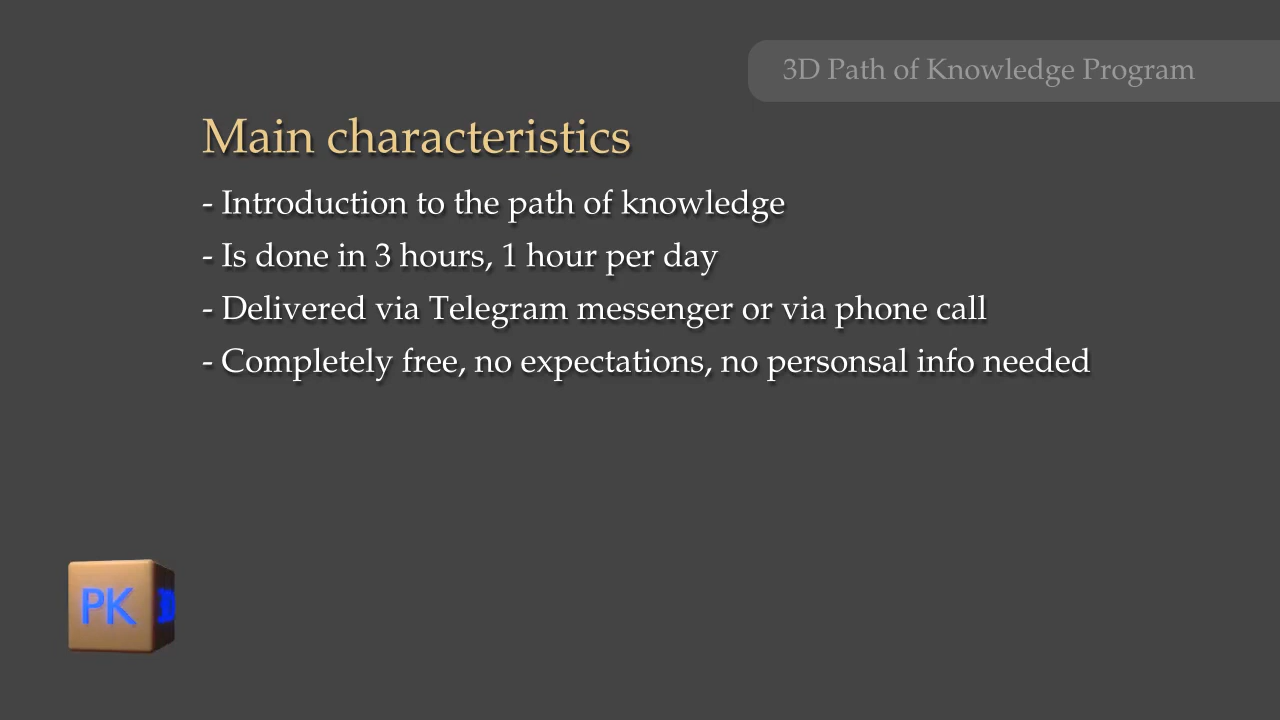 3D Path of Knowledge Program
Main characteristics
- Introduction to the path of knowledge
- Is done in 3 hours, 1 hour per day
- Delivered via Telegram messenger or via phone call
- Completely free, no expectations, no personsal info needed
PK